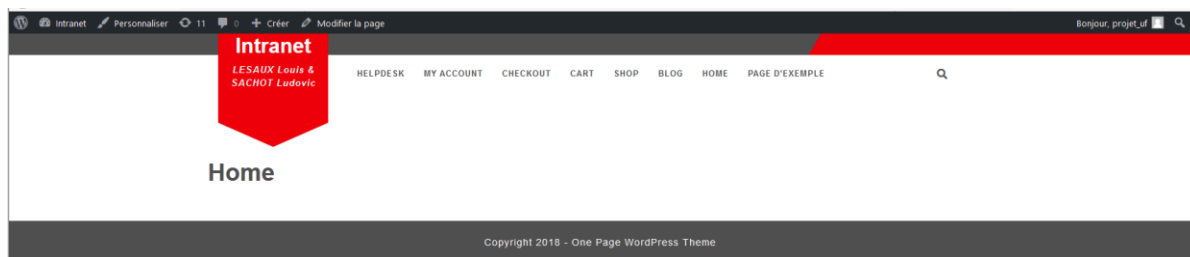 Intranet Personnaliser 11 0 Créer Modifier la page Bonjour, projet_uf
Intranet
LESAUX Louis &
SACHOT Ludovic
HELPDESK MY ACCOUNT CHECKOUT CART SHOP BLOG HOME PAGE D'EXEMPLE
Home
Copyright 2018 - One Page WordPress Theme